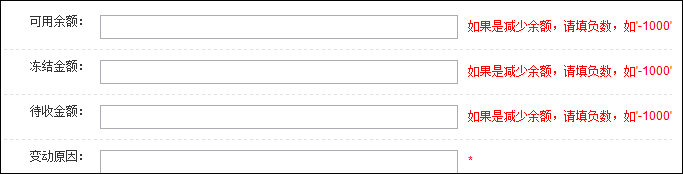 可用余额： 如果是减少余额，请填负数，如'-1000'
冻结金额： 如果是减少余额，请填负数，如'-1000'
待收金额： 如果是减少余额，请填负数，如'-1000'
变动原因： *